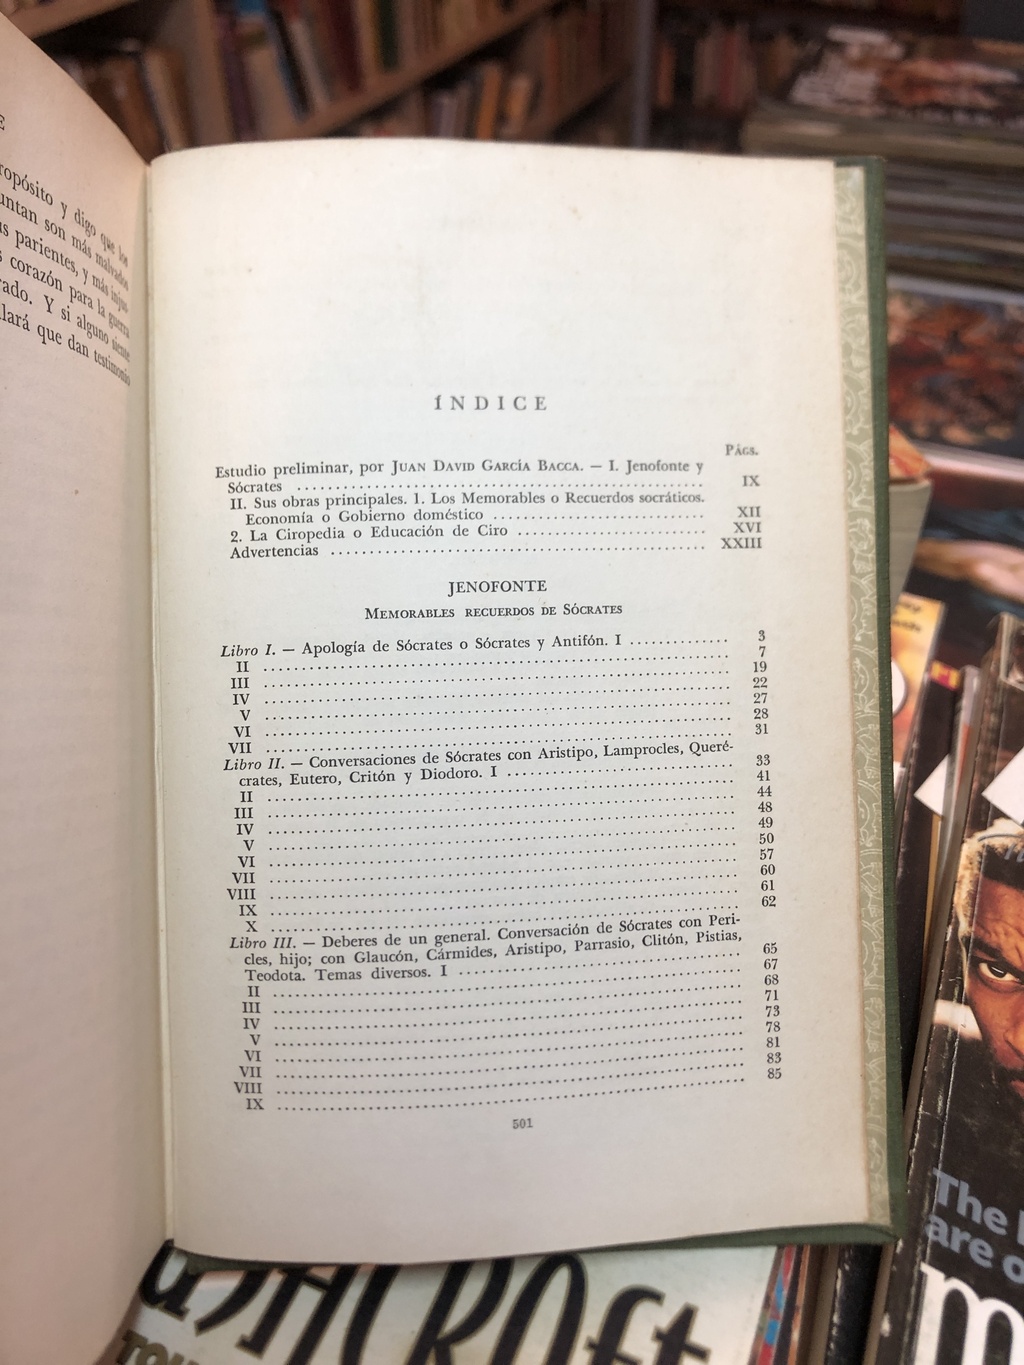 E
ropósito y digo que los
untan son más malvados
us parientes, y más injus-
s corazón para la guerra
rado. Y si alguno siente
lará que dan testimonio
ÍNDICE
PÁGS.
Estudio preliminar, por JUAN DAVID GARCÍA BACCA. — I. Jenofonte y
Sócrates .......... IX
II. Sus obras principales. 1. Los Memorables o Recuerdos socráticos.
Economía o Gobierno doméstico .......... XII
2. La Ciropedia o Educación de Ciro .......... XVI
Advertencias .......... XXIII
JENOFONTE
MEMORABLES RECUERDOS DE SÓCRATES
Libro I. — Apología de Sócrates o Sócrates y Antifón. I .......... 3
II .......... 7
III .......... 19
IV .......... 22
V .......... 27
VI .......... 28
VII .......... 31
Libro II. — Conversaciones de Sócrates con Aristipo, Lamprocles, Queré-
crates, Eutero, Critón y Diodoro. I .......... 33
II .......... 41
III .......... 44
IV .......... 48
V .......... 49
VI .......... 50
VII .......... 57
VIII .......... 60
IX .......... 61
X .......... 62
Libro III. — Deberes de un general. Conversación de Sócrates con Peri-
cles, hijo; con Glaucón, Cármides, Aristipo, Parrasio, Clitón, Pistias,
Teodota. Temas diversos. I .......... 65
II .......... 67
III .......... 68
IV .......... 71
V .......... 73
VI .......... 78
VII .......... 81
VIII .......... 83
IX .......... 85
501
The
are o